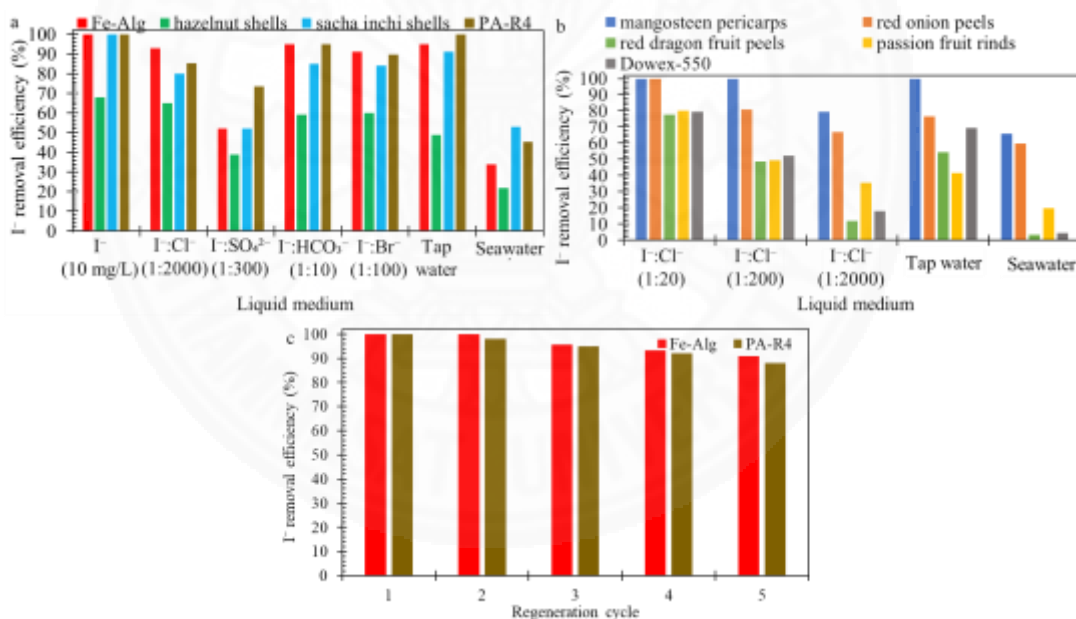 a
Fe-Alg hazelnut shells sacha inchi shells PA-R4
I⁻ removal efficiency (%)
100
90
80
70
60
50
40
30
20
10
0
I⁻ I⁻:Cl⁻ I⁻:SO₄²⁻ I⁻:HCO₃⁻ I⁻:Br⁻ Tap Seawater
(10 mg/L) (1:2000) (1:300) (1:10) (1:100) water
Liquid medium
b
mangosteen pericarps red onion peels
red dragon fruit peels passion fruit rinds
Dowex-550
I⁻ removal efficiency (%)
100
90
80
70
60
50
40
30
20
10
0
I⁻:Cl⁻ I⁻:Cl⁻ I⁻:Cl⁻ Tap water Seawater
(1:20) (1:200) (1:2000)
Liquid medium
c
Fe-Alg PA-R4
I⁻ removal efficiency (%)
100
90
80
70
60
50
40
30
20
10
0
1 2 3 4 5
Regeneration cycle